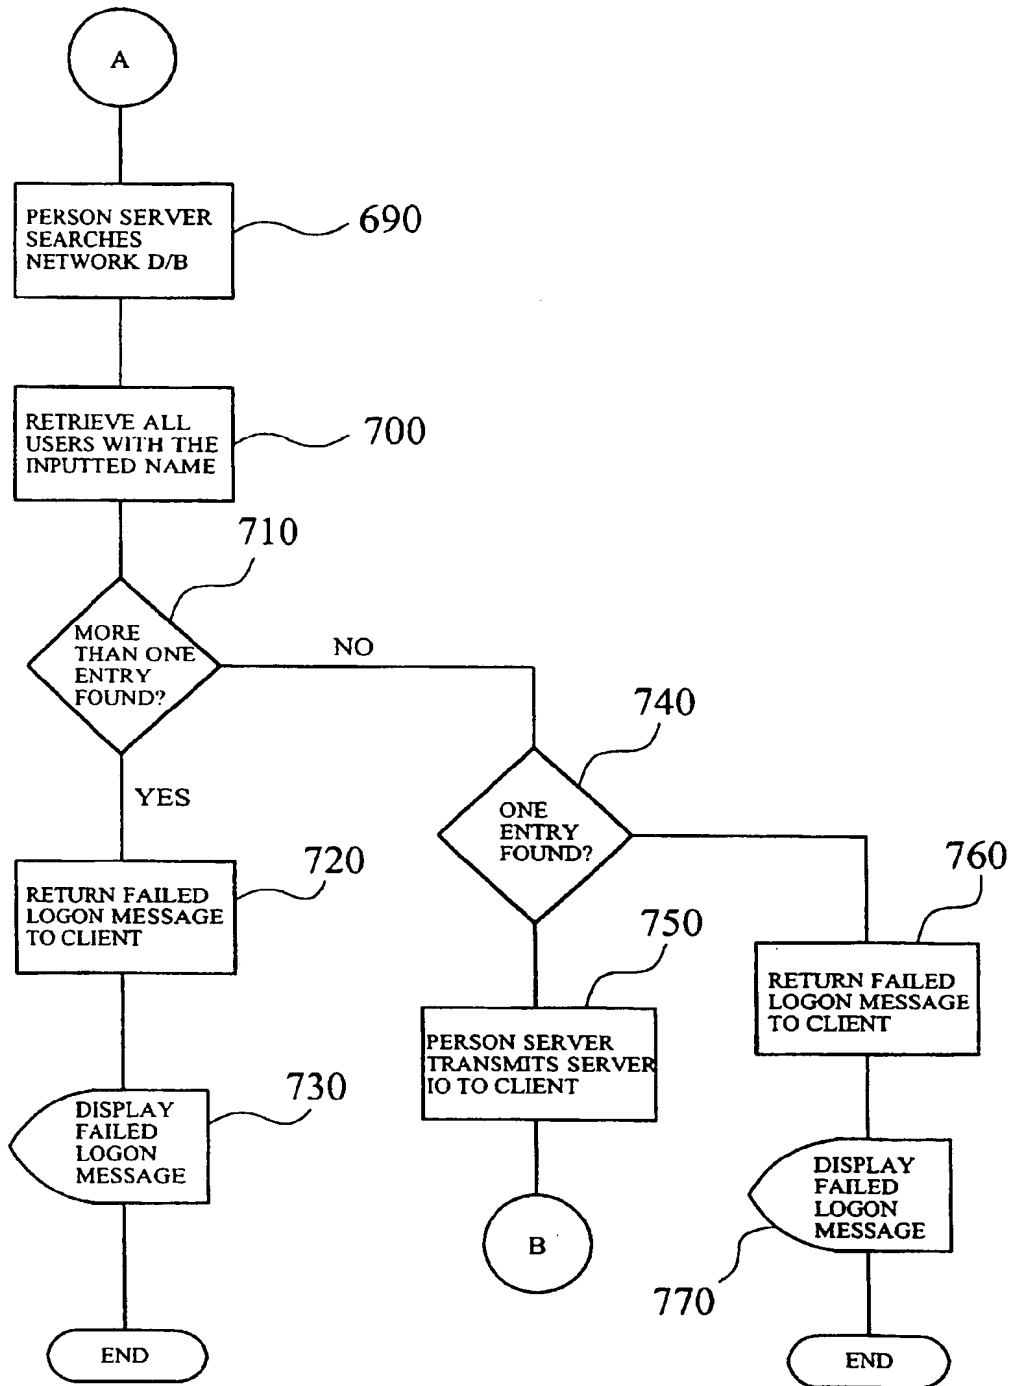 A
PERSON SERVER
SEARCHES
NETWORK D/B
690
RETRIEVE ALL
USERS WITH THE
INPUTTED NAME
700
710
MORE
THAN ONE
ENTRY
FOUND?
NO
YES
740
ONE
ENTRY
FOUND?
720
RETURN FAILED
LOGON MESSAGE
TO CLIENT
760
RETURN FAILED
LOGON MESSAGE
TO CLIENT
750
PERSON SERVER
TRANSMITS SERVER
IO TO CLIENT
730
DISPLAY
FAILED
LOGON
MESSAGE
DISPLAY
FAILED
LOGON
MESSAGE
770
B
END
END